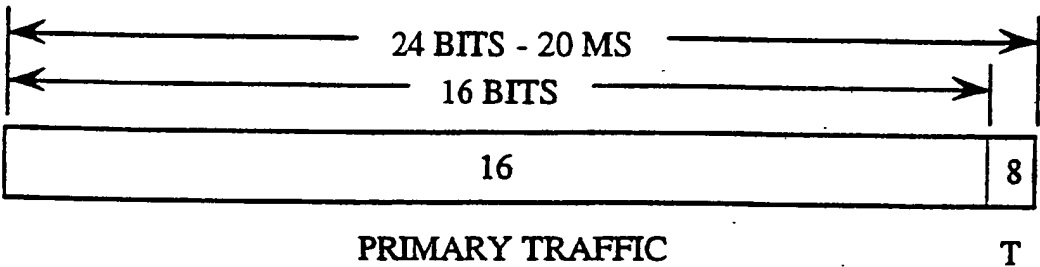 24 BITS - 20 MS
16 BITS
16 8
PRIMARY TRAFFIC T